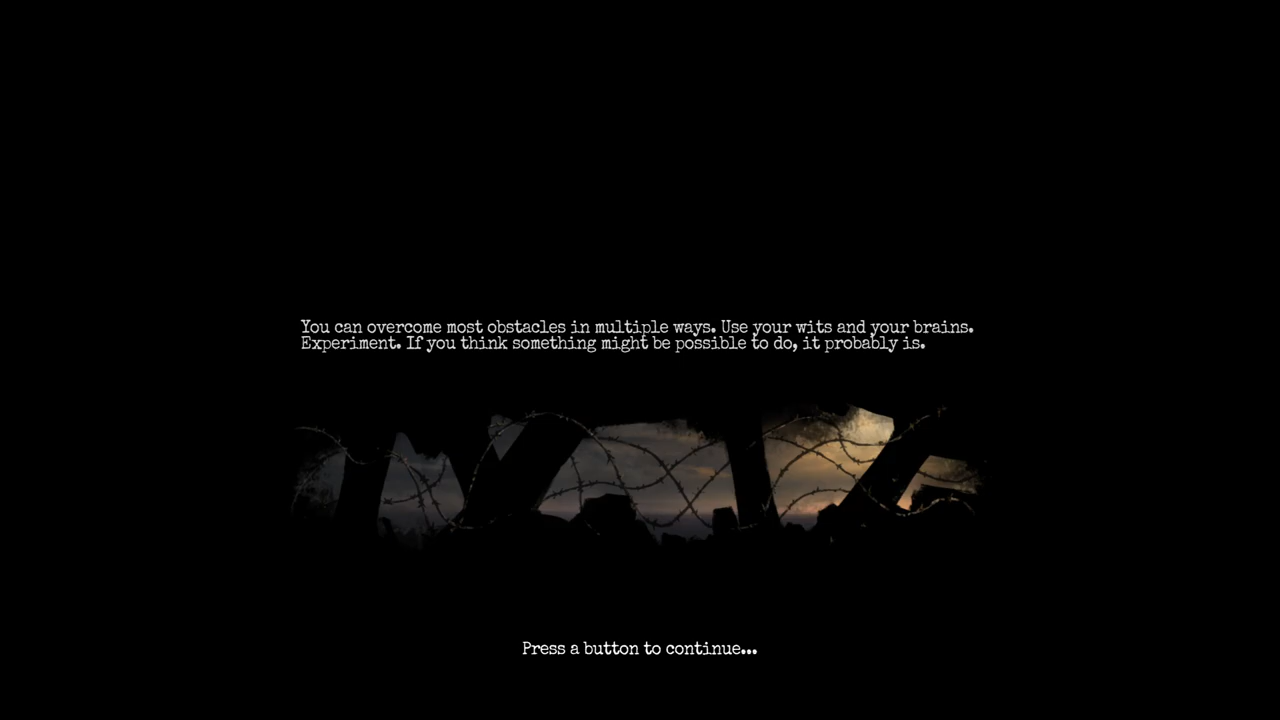 You can overcome most obstacles in multiple ways. Use your wits and your brains.
Experiment. If you think something might be possible to do, it probably is.
Press a button to continue...